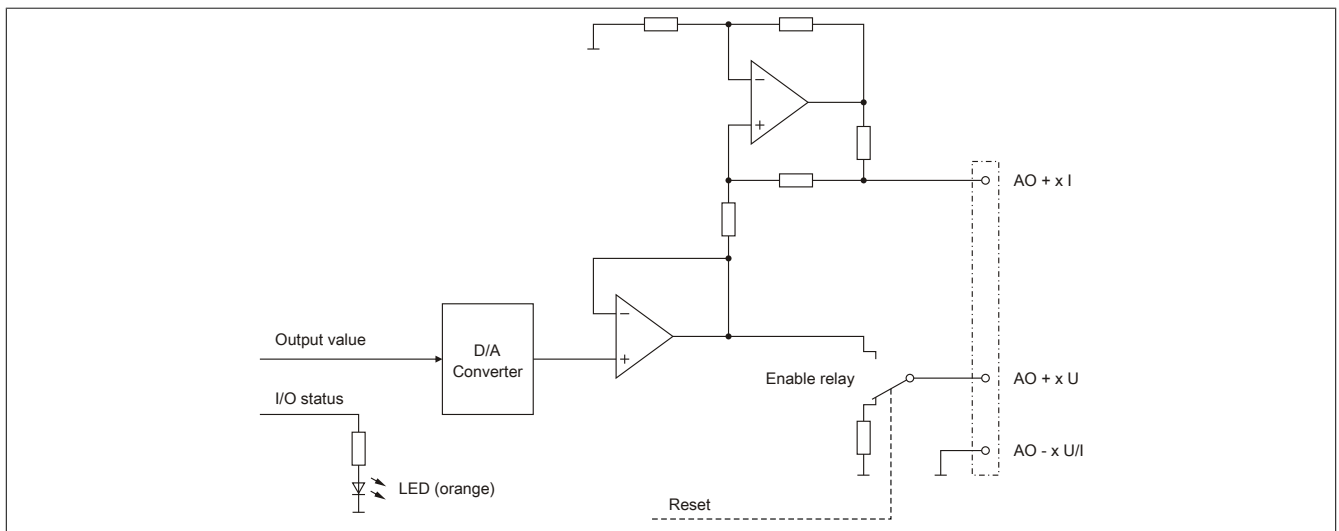 AO + x I
Output value
D/A
Converter
Enable relay
AO + x U
I/O status
AO - x U/I
LED (orange)
Reset